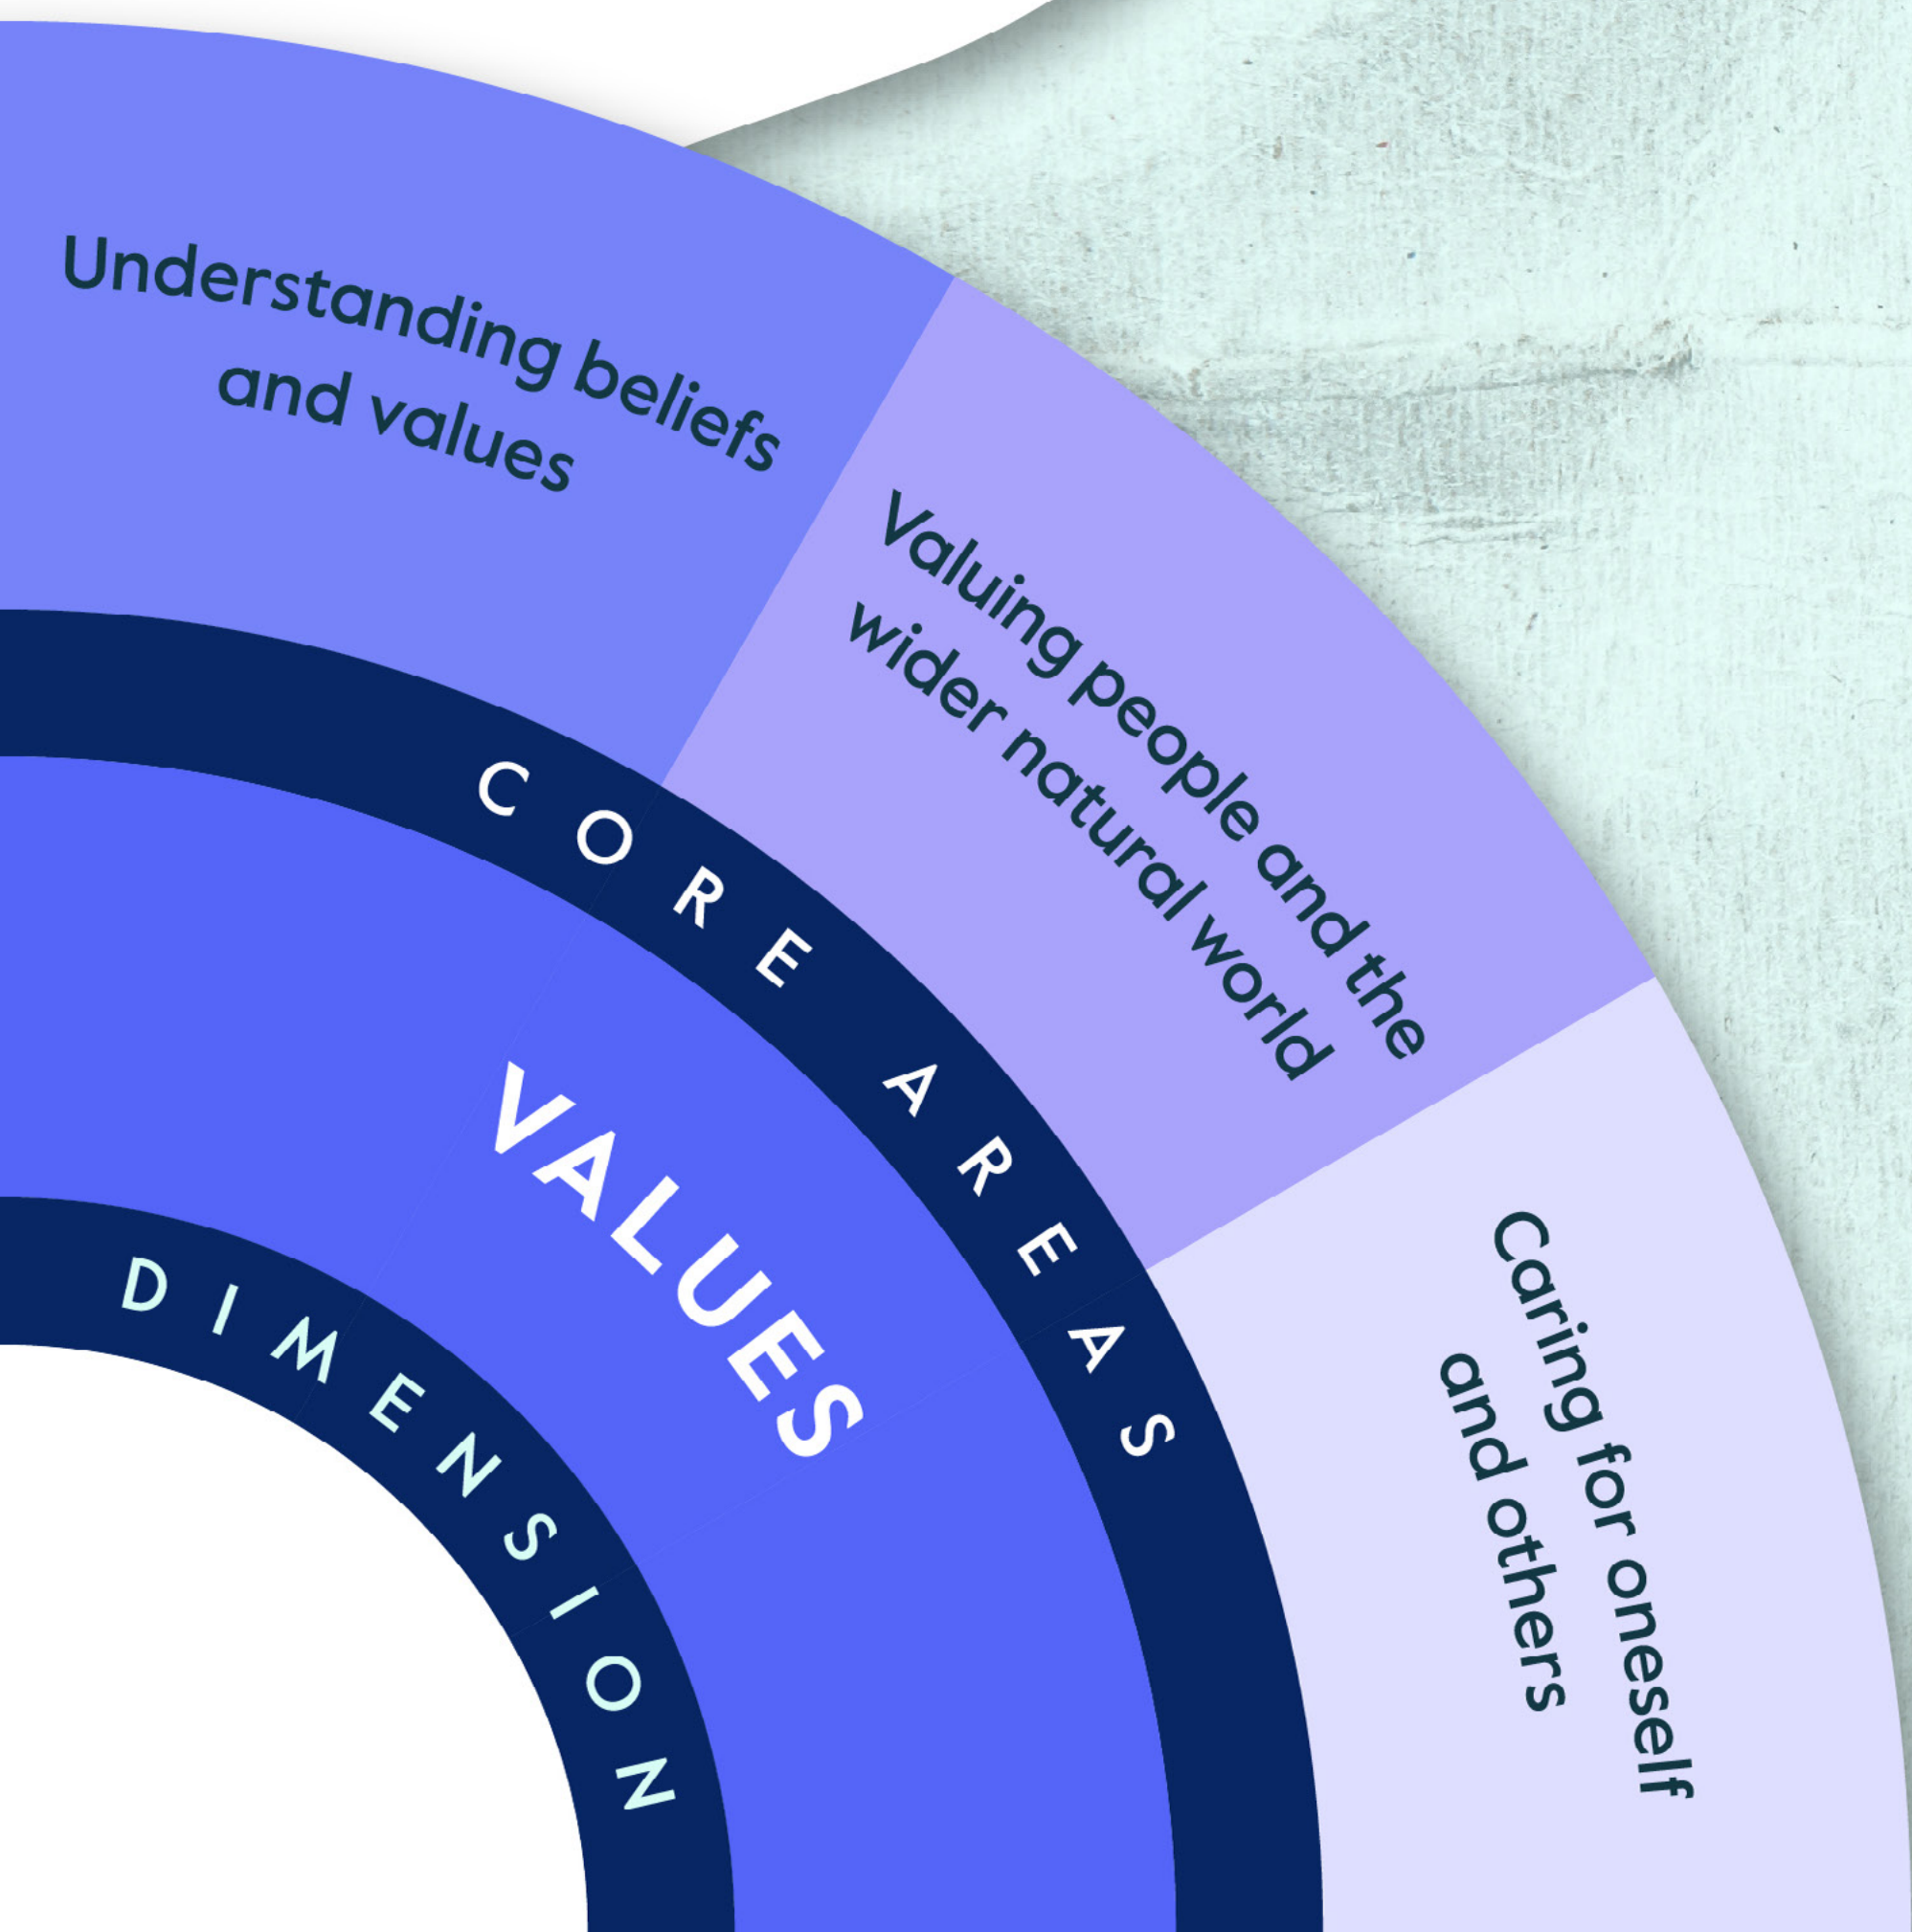 Understanding beliefs
and values
Valuing people and the
wider natural world
Caring for oneself
and others
CORE AREAS
VALUES
DIMENSION